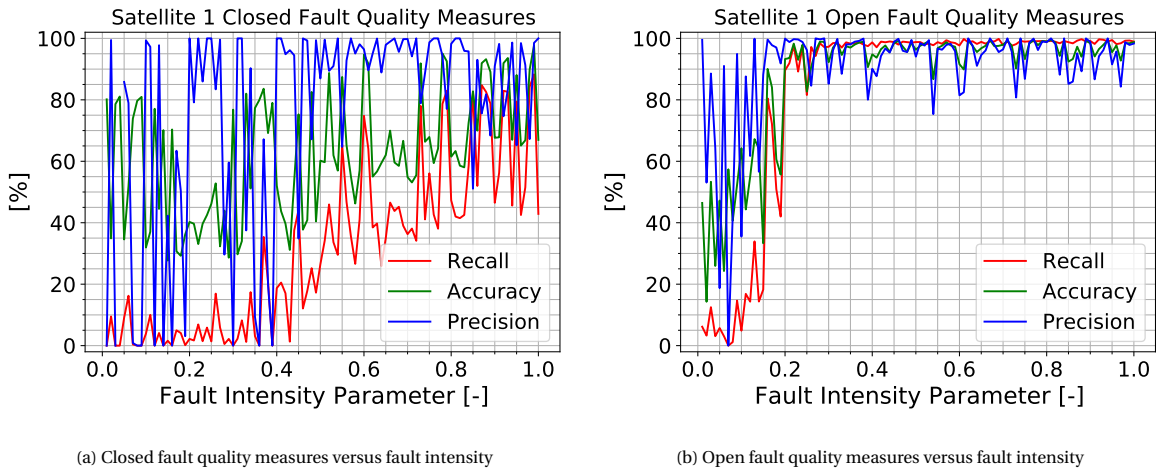 Satellite 1 Closed Fault Quality Measures
100
80
60
40
20
0
[%]
Recall
Accuracy
Precision
0.0 0.2 0.4 0.6 0.8 1.0
Fault Intensity Parameter [-]
(a) Closed fault quality measures versus fault intensity
Satellite 1 Open Fault Quality Measures
100
80
60
40
20
0
[%]
Recall
Accuracy
Precision
0.0 0.2 0.4 0.6 0.8 1.0
Fault Intensity Parameter [-]
(b) Open fault quality measures versus fault intensity